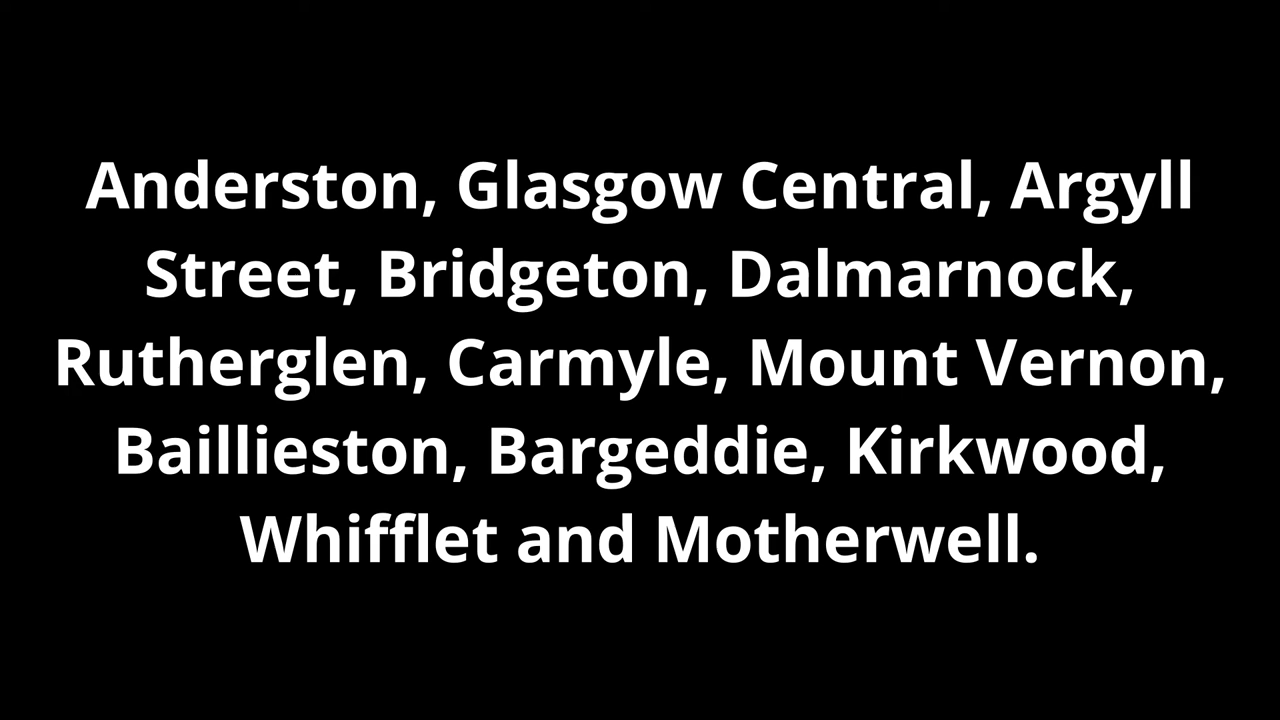 Anderston, Glasgow Central, Argyll
Street, Bridgeton, Dalmarnock,
Rutherglen, Carmyle, Mount Vernon,
Baillieston, Bargeddie, Kirkwood,
Whifflet and Motherwell.